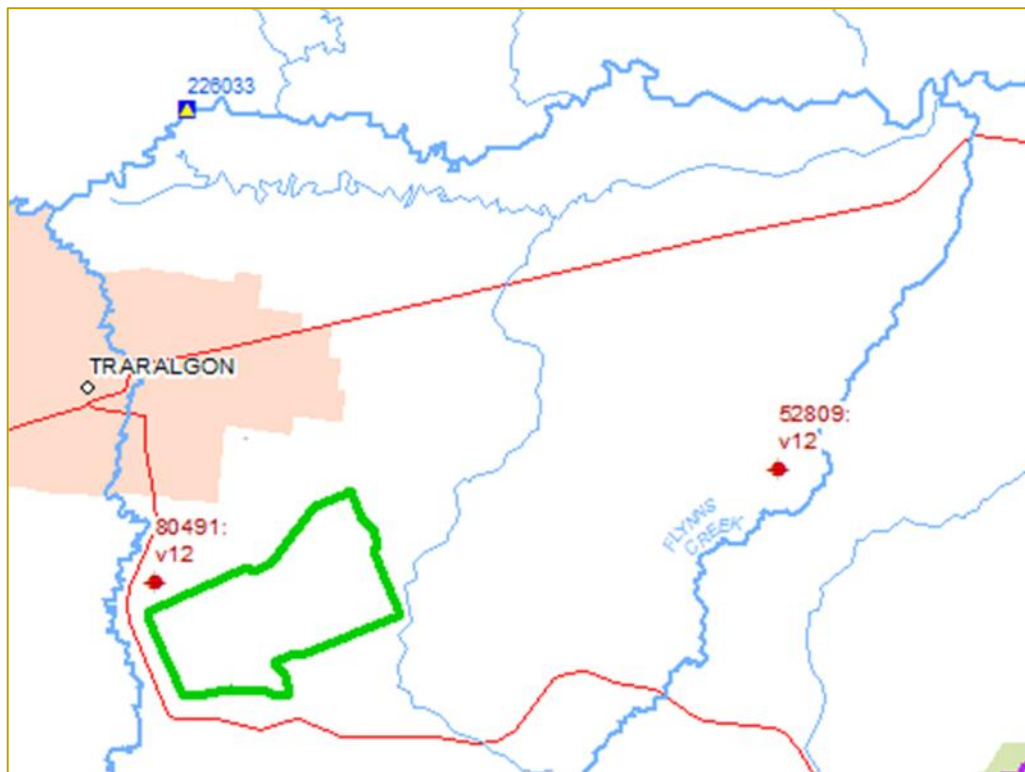 226033
TRARALGON
52809:
v12
FLYNNS
CREEK
80491:
v12